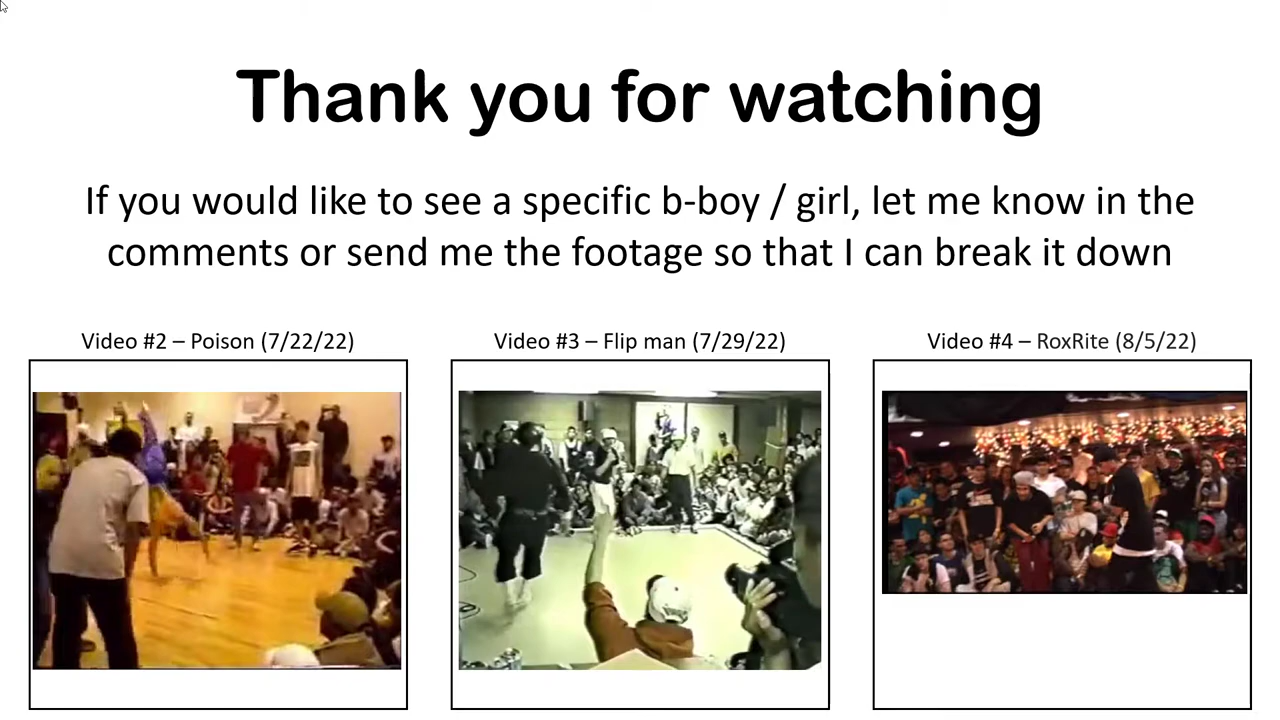 Thank you for watching
If you would like to see a specific b-boy / girl, let me know in the
comments or send me the footage so that I can break it down
Video #2 – Poison (7/22/22)
Video #3 – Flip man (7/29/22)
Video #4 – RoxRite (8/5/22)